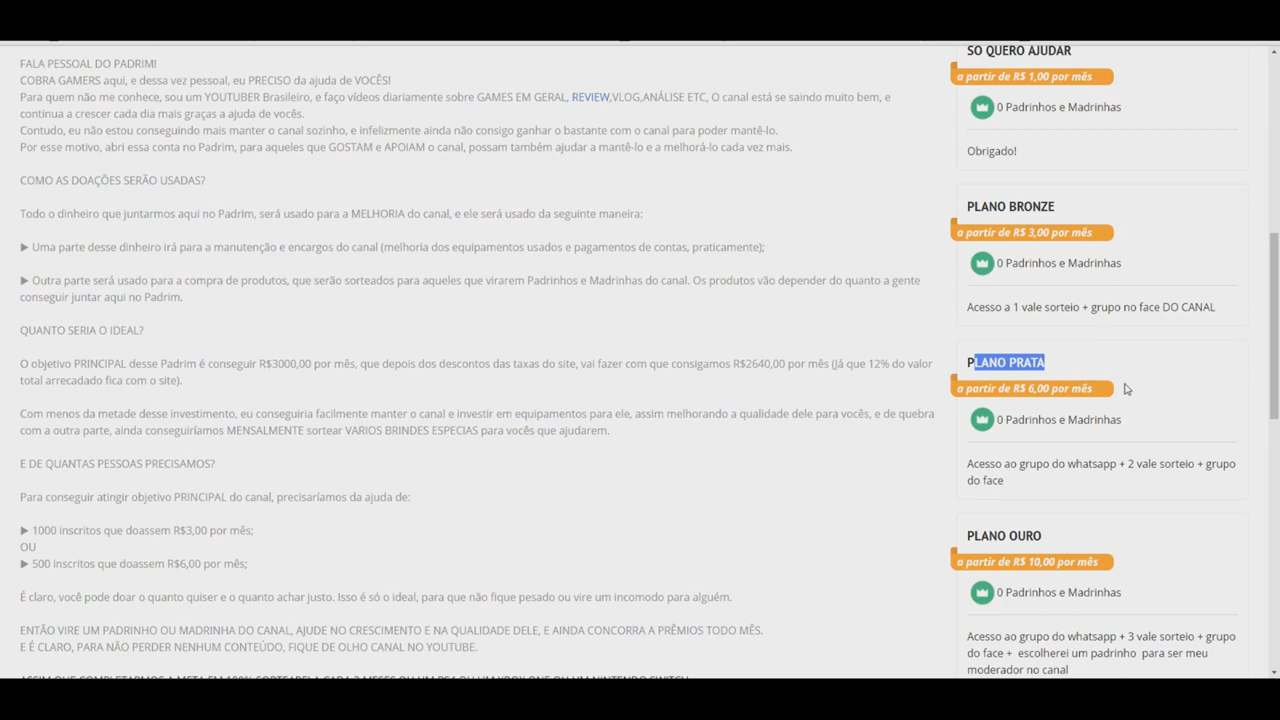 FALA PESSOAL DO PADRIM!
COBRA GAMERS aqui, e dessa vez pessoal, eu PRECISO da ajuda de VOCÊS!
Para quem não me conhece, sou um YOUTUBER Brasileiro, e faço vídeos diariamente sobre GAMES EM GERAL, REVIEW,VLOG,ANÁLISE ETC, O canal está se saindo muito bem, e
continua a crescer cada dia mais graças a ajuda de vocês.
Contudo, eu não estou conseguindo mais manter o canal sozinho, e infelizmente ainda não consigo ganhar o bastante com o canal para poder mantê-lo.
Por esse motivo, abri essa conta no Padrim, para aqueles que GOSTAM e APOIAM o canal, possam também ajudar a mantê-lo e a melhorá-lo cada vez mais.
COMO AS DOAÇÕES SERÃO USADAS?
Todo o dinheiro que juntarmos aqui no Padrim, será usado para a MELHORIA do canal, e ele será usado da seguinte maneira:
▶ Uma parte desse dinheiro irá para a manutenção e encargos do canal (melhoria dos equipamentos usados e pagamentos de contas, praticamente);
▶ Outra parte será usado para a compra de produtos, que serão sorteados para aqueles que virarem Padrinhos e Madrinhas do canal. Os produtos vão depender do quanto a gente
conseguir juntar aqui no Padrim.
QUANTO SERIA O IDEAL?
O objetivo PRINCIPAL desse Padrim é conseguir R$3000,00 por mês, que depois dos descontos das taxas do site, vai fazer com que consigamos R$2640,00 por mês (Já que 12% do valor
total arrecadado fica com o site).
Com menos da metade desse investimento, eu conseguiria facilmente manter o canal e investir em equipamentos para ele, assim melhorando a qualidade dele para vocês, e de quebra
com a outra parte, ainda conseguiríamos MENSALMENTE sortear VARIOS BRINDES ESPECIAS para vocês que ajudarem.
E DE QUANTAS PESSOAS PRECISAMOS?
Para conseguir atingir objetivo PRINCIPAL do canal, precisaríamos da ajuda de:
▶ 1000 inscritos que doassem R$3,00 por mês;
OU
▶ 500 inscritos que doassem R$6,00 por mês;
É claro, você pode doar o quanto quiser e o quanto achar justo. Isso é só o ideal, para que não fique pesado ou vire um incomodo para alguém.
ENTÃO VIRE UM PADRINHO OU MADRINHA DO CANAL, AJUDE NO CRESCIMENTO E NA QUALIDADE DELE, E AINDA CONCORRA A PRÊMIOS TODO MÊS.
E É CLARO, PARA NÃO PERDER NENHUM CONTEÚDO, FIQUE DE OLHO CANAL NO YOUTUBE.
ASSIM QUE COMPLETARMOS A META EM 100% SORTEAREI A CADA 2 MESES OU UM PS4 OU UM XBOX ONE OU UM NINTENDO SWITCH
SO QUERO AJUDAR
a partir de R$ 1,00 por mês
0 Padrinhos e Madrinhas
Obrigado!
PLANO BRONZE
a partir de R$ 3,00 por mês
0 Padrinhos e Madrinhas
Acesso a 1 vale sorteio + grupo no face DO CANAL
PLANO PRATA
a partir de R$ 6,00 por mês
0 Padrinhos e Madrinhas
Acesso ao grupo do whatsapp + 2 vale sorteio + grupo
do face
PLANO OURO
a partir de R$ 10,00 por mês
0 Padrinhos e Madrinhas
Acesso ao grupo do whatsapp + 3 vale sorteio + grupo
do face + escolherei um padrinho para ser meu
moderador no canal